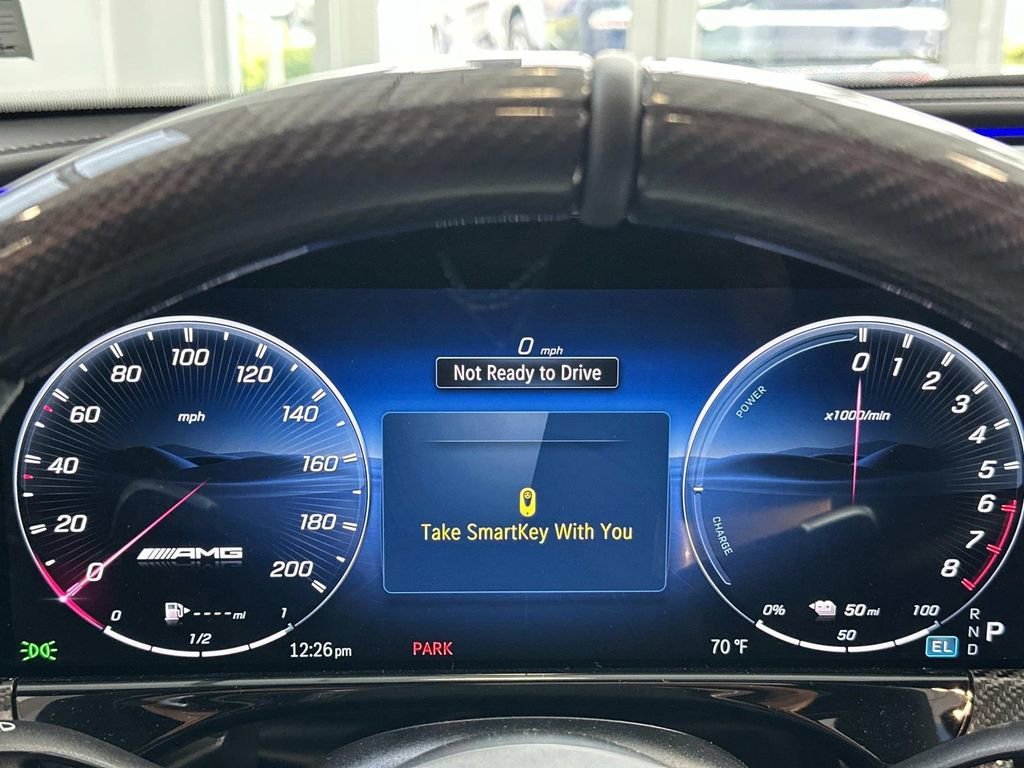 0 mph
Not Ready to Drive
Take SmartKey With You
0
20
40
60
80
100
120
140
160
180
200
mph
AMG
0
1/2
1
----mi
12:26pm
PARK
70 °F
POWER
CHARGE
0
1
2
3
4
5
6
7
8
x1000/min
0%
50
100
50 mi
EL
R
N
D
P